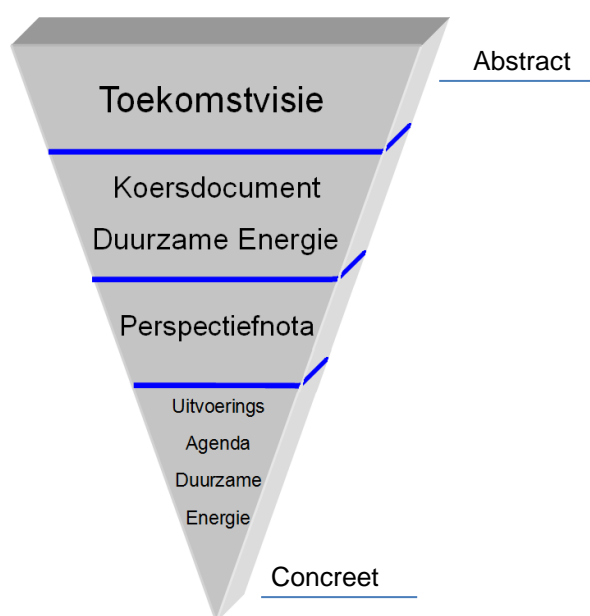 Abstract
Toekomstvisie
Koersdocument
Duurzame Energie
Perspectiefnota
Uitvoerings
Agenda
Duurzame
Energie
Concreet